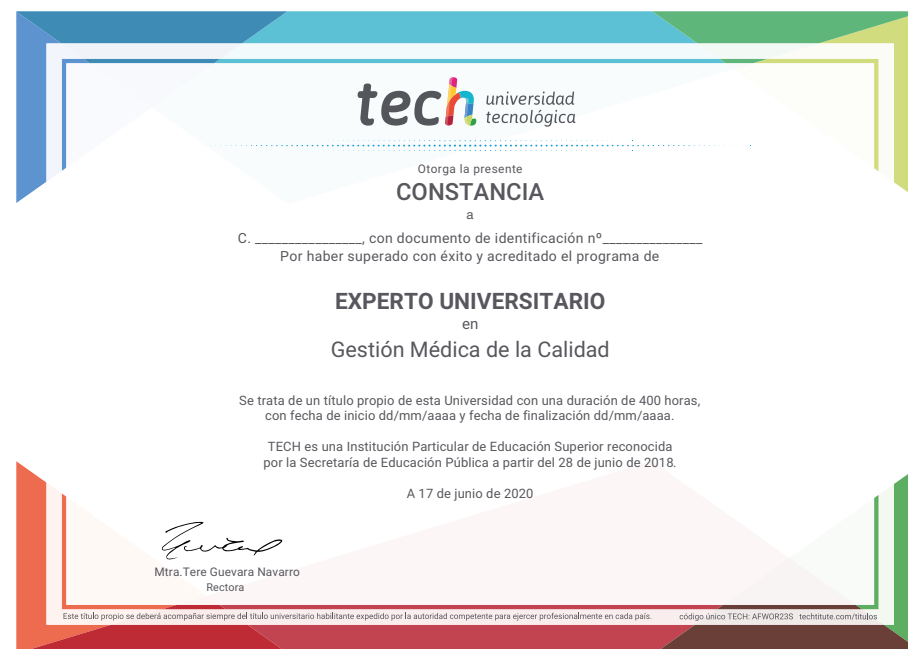 tech universidad
tecnológica
Otorga la presente
CONSTANCIA
a
C. ________________, con documento de identificación nº_______________
Por haber superado con éxito y acreditado el programa de
EXPERTO UNIVERSITARIO
en
Gestión Médica de la Calidad
Se trata de un título propio de esta Universidad con una duración de 400 horas,
con fecha de inicio dd/mm/aaaa y fecha de finalización dd/mm/aaaa.
TECH es una Institución Particular de Educación Superior reconocida
por la Secretaría de Educación Pública a partir del 28 de junio de 2018.
A 17 de junio de 2020
Mtra.Tere Guevara Navarro
Rectora
Este título propio se deberá acompañar siempre del título universitario habilitante expedido por la autoridad competente para ejercer profesionalmente en cada país. código único TECH: AFWOR23S techtitute.com/titulos